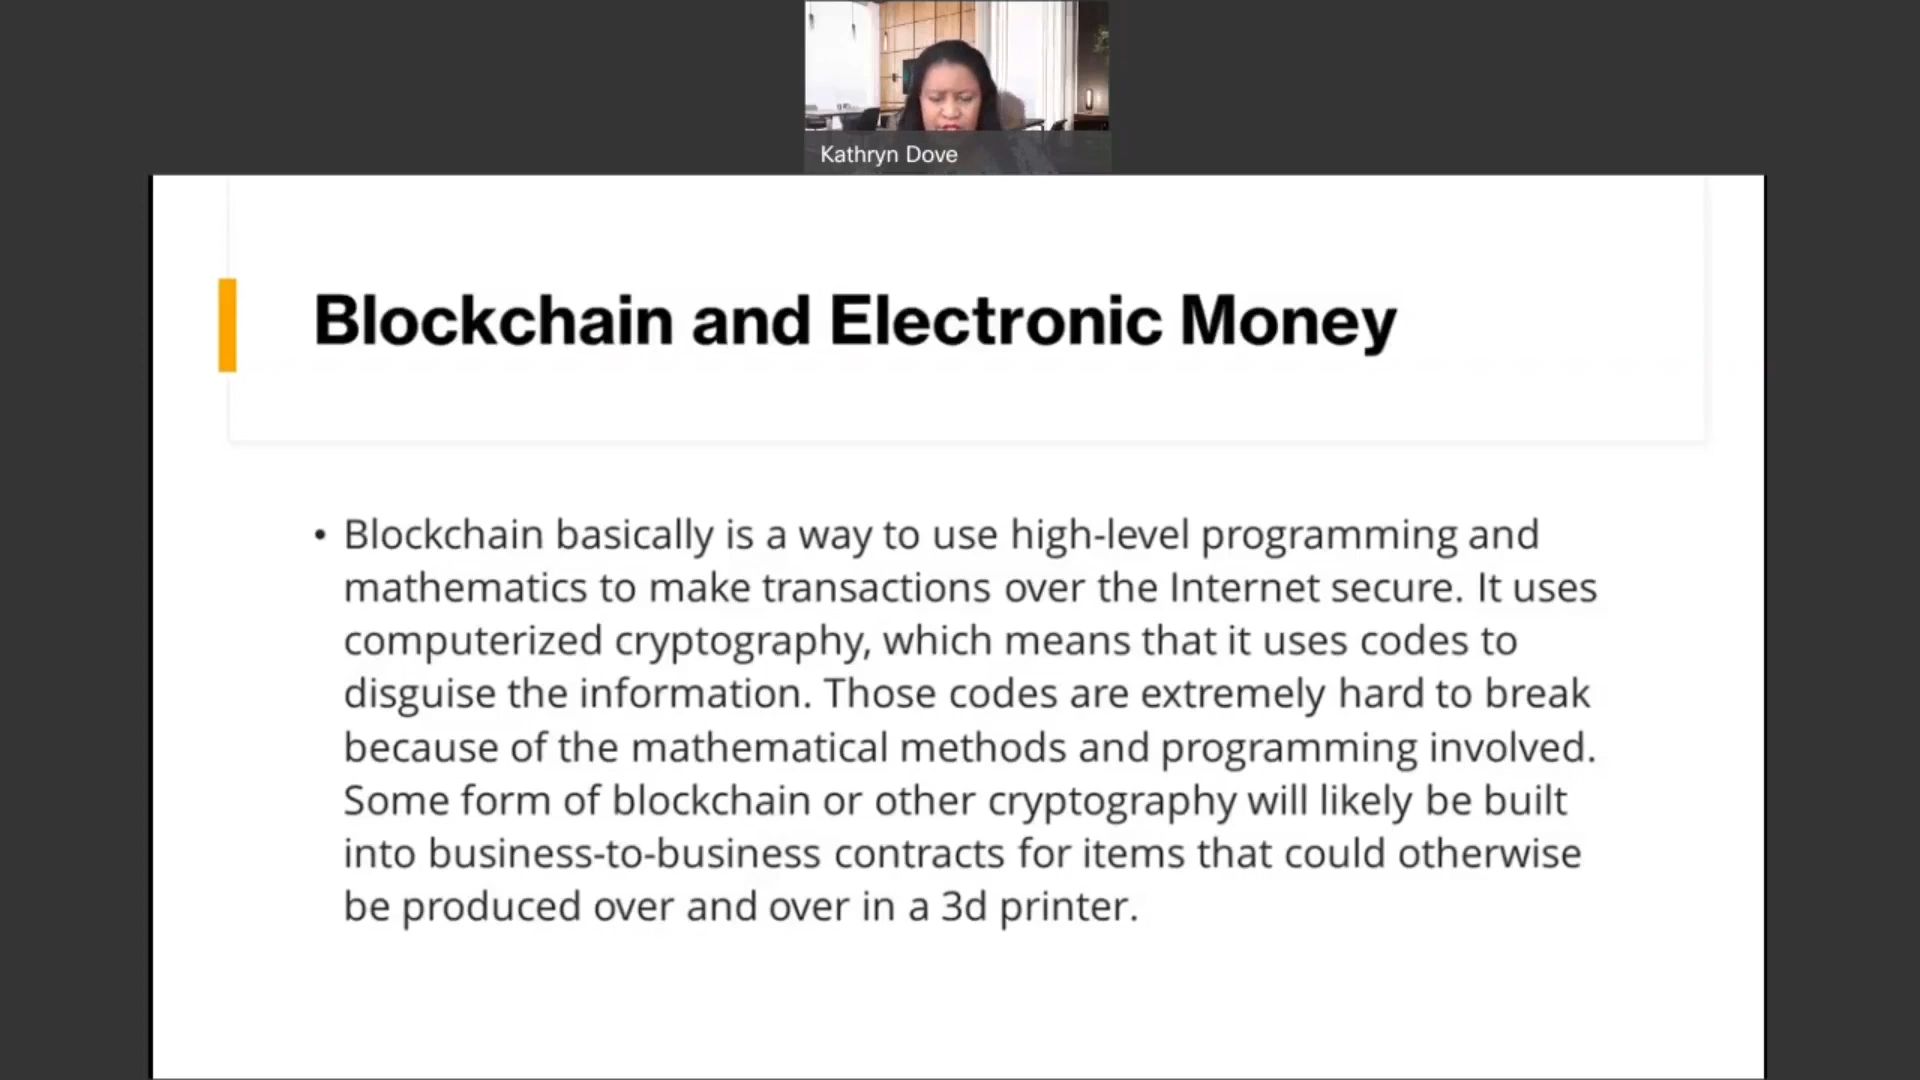 Kathryn Dove
Blockchain and Electronic Money
• Blockchain basically is a way to use high-level programming and
mathematics to make transactions over the Internet secure. It uses
computerized cryptography, which means that it uses codes to
disguise the information. Those codes are extremely hard to break
because of the mathematical methods and programming involved.
Some form of blockchain or other cryptography will likely be built
into business-to-business contracts for items that could otherwise
be produced over and over in a 3d printer.